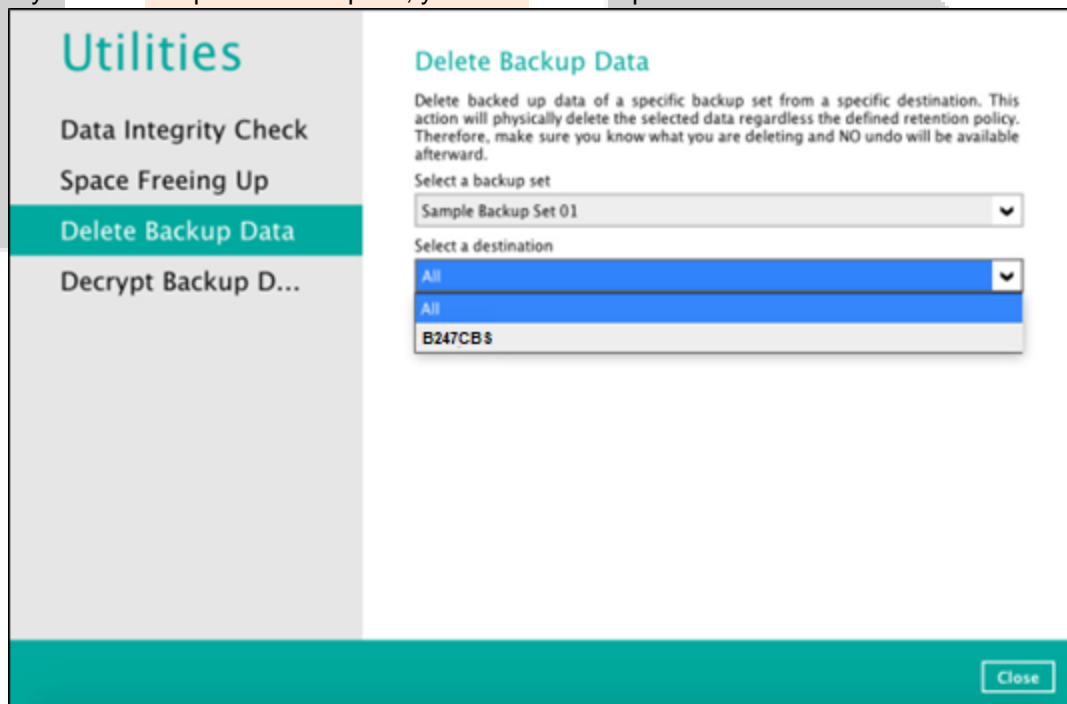 Utilities
Data Integrity Check
Space Freeing Up
Delete Backup Data
Decrypt Backup D...
Delete Backup Data
Delete backed up data of a specific backup set from a specific destination. This
action will physically delete the selected data regardless the defined retention policy.
Therefore, make sure you know what you are deleting and NO undo will be available
afterward.
Select a backup set
Sample Backup Set 01
Select a destination
All
All
B247CBS
Close